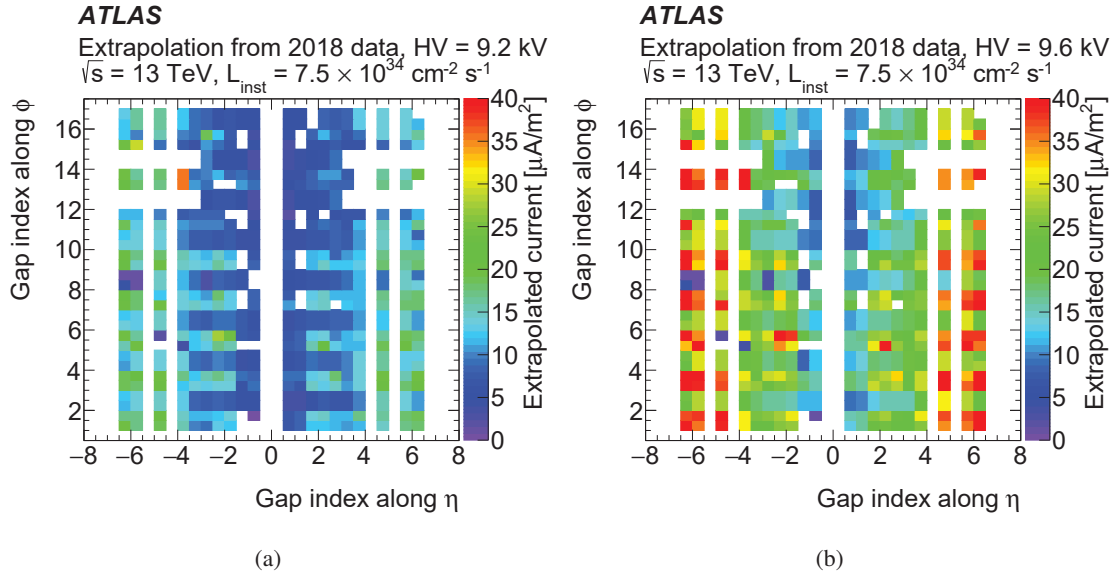 ATLAS
Extrapolation from 2018 data, HV = 9.2 kV
√s = 13 TeV, L_inst = 7.5 × 10^34 cm^-2 s^-1
Gap index along ϕ
16
14
12
10
8
6
4
2
−8 −6 −4 −2 0 2 4 6 8
Gap index along η
40
35
30
25
20
15
10
5
0
Extrapolated current [μA/m^2]
(a)
ATLAS
Extrapolation from 2018 data, HV = 9.6 kV
√s = 13 TeV, L_inst = 7.5 × 10^34 cm^-2 s^-1
Gap index along ϕ
16
14
12
10
8
6
4
2
−8 −6 −4 −2 0 2 4 6 8
Gap index along η
40
35
30
25
20
15
10
5
0
Extrapolated current [μA/m^2]
(b)